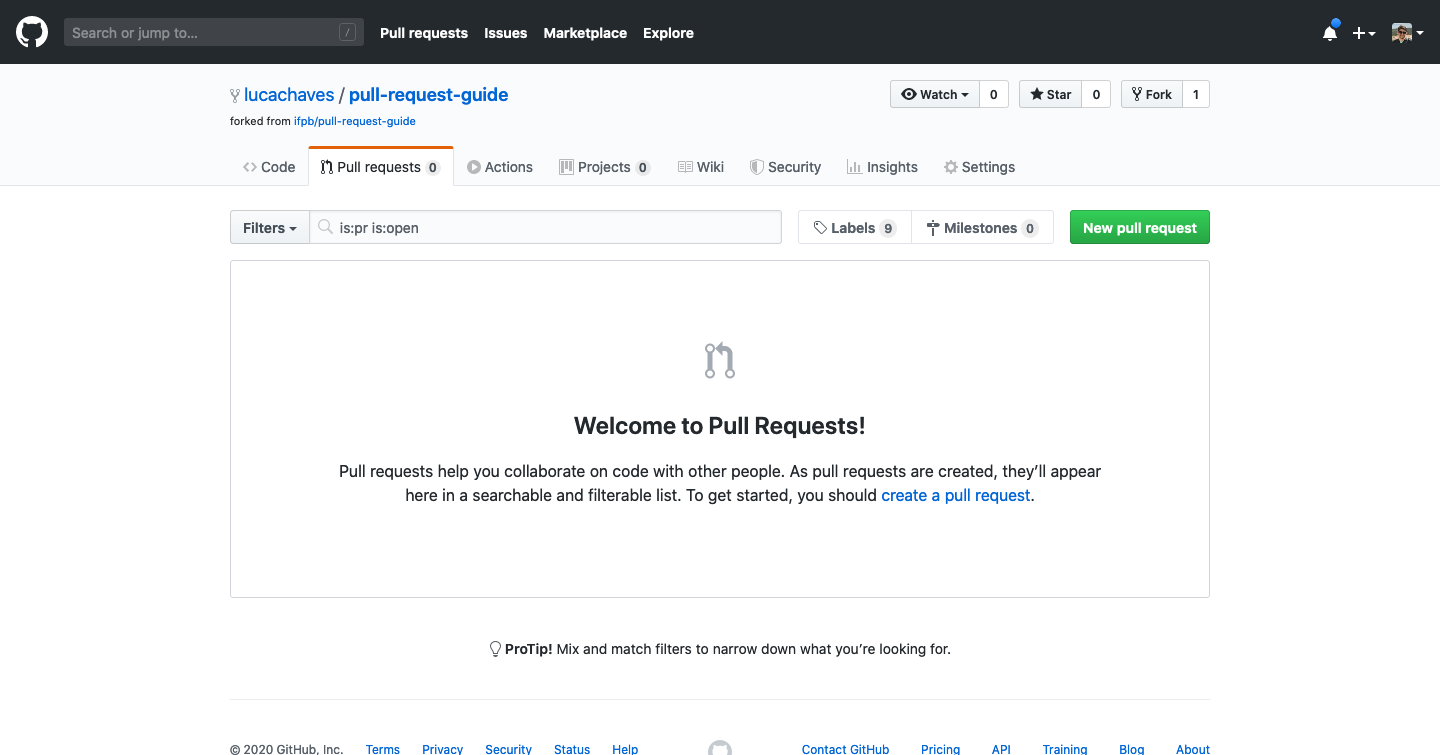 Search or jump to… / Pull requests Issues Marketplace Explore
lucachaves / pull-request-guide Watch 0 Star 0 Fork 1
forked from ifpb/pull-request-guide
Code Pull requests 0 Actions Projects 0 Wiki Security Insights Settings
Filters is:pr is:open Labels 9 Milestones 0 New pull request
Welcome to Pull Requests!
Pull requests help you collaborate on code with other people. As pull requests are created, they’ll appear
here in a searchable and filterable list. To get started, you should create a pull request.
ProTip! Mix and match filters to narrow down what you’re looking for.
© 2020 GitHub, Inc. Terms Privacy Security Status Help Contact GitHub Pricing API Training Blog About